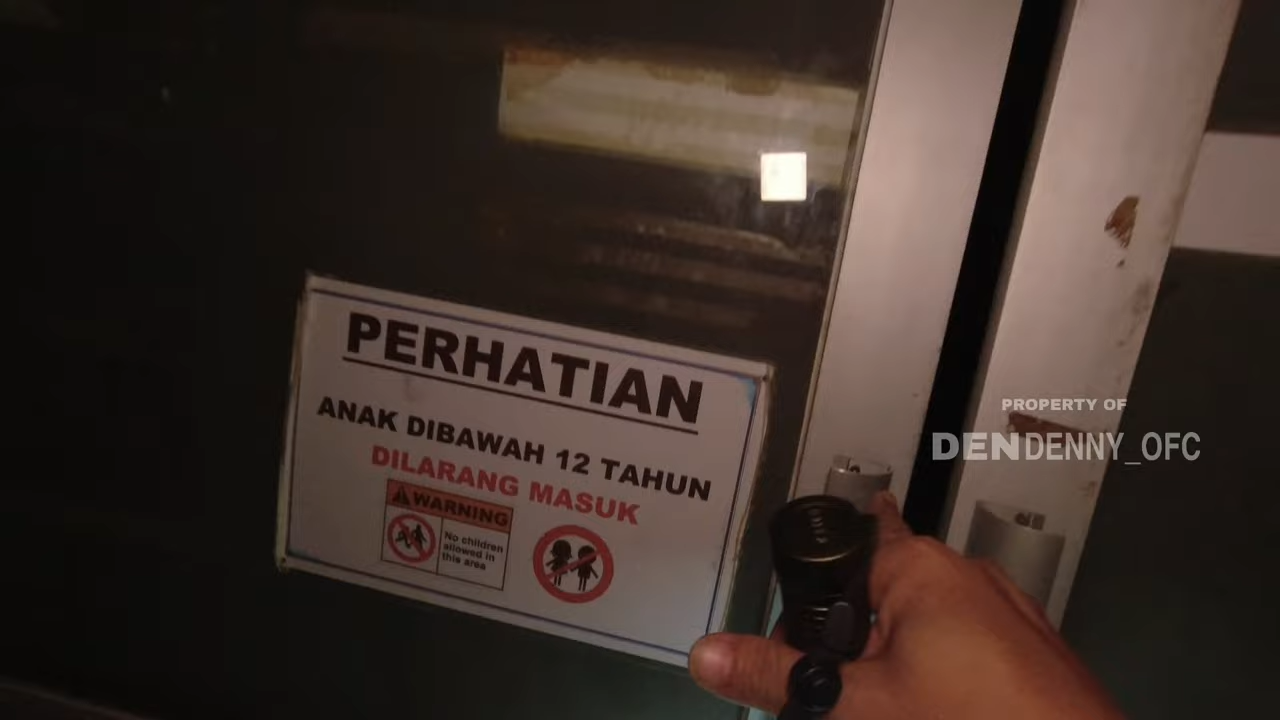 PERHATIAN
ANAK DIBAWAH 12 TAHUN
DILARANG MASUK
WARNING
No children
allowed in
this area
PROPERTY OF
DENDENNY_OFC